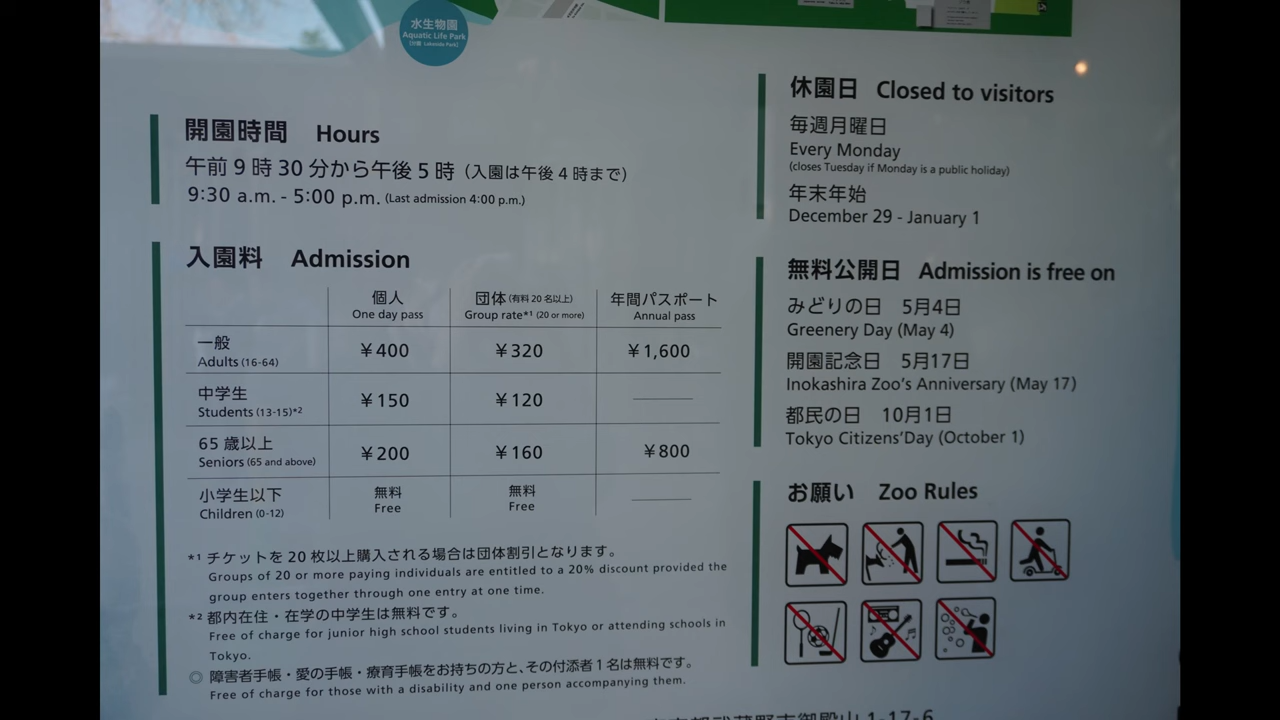 水生物園
Aquatic Life Park
開園時間 Hours
午前 9 時 30 分から午後 5 時（入園は午後 4 時まで）
9:30 a.m. - 5:00 p.m. (Last admission 4:00 p.m.)
入園料 Admission
個人 団体（有料 20 名以上） 年間パスポート
One day pass Group rate*1 (20 or more) Annual pass
一般 ¥400 ¥320 ¥1,600
Adults (16-64)
中学生 ¥150 ¥120
Students (13-15)*2
65 歳以上 ¥200 ¥160 ¥800
Seniors (65 and above)
小学生以下 無料 無料
Children (0-12) Free Free
*1 チケットを 20 枚以上購入される場合は団体割引となります。
Groups of 20 or more paying individuals are entitled to a 20% discount provided the
group enters together through one entry at one time.
*2 都内在住・在学の中学生は無料です。
Free of charge for junior high school students living in Tokyo or attending schools in
Tokyo.
◎ 障害者手帳・愛の手帳・療育手帳をお持ちの方と、その付添者 1 名は無料です。
Free of charge for those with a disability and one person accompanying them.
休園日 Closed to visitors
毎週月曜日
Every Monday
(closes Tuesday if Monday is a public holiday)
年末年始
December 29 - January 1
無料公開日 Admission is free on
みどりの日 5月4日
Greenery Day (May 4)
開園記念日 5月17日
Inokashira Zoo's Anniversary (May 17)
都民の日 10月1日
Tokyo Citizens'Day (October 1)
お願い Zoo Rules
武蔵野市御殿山 1-17-6